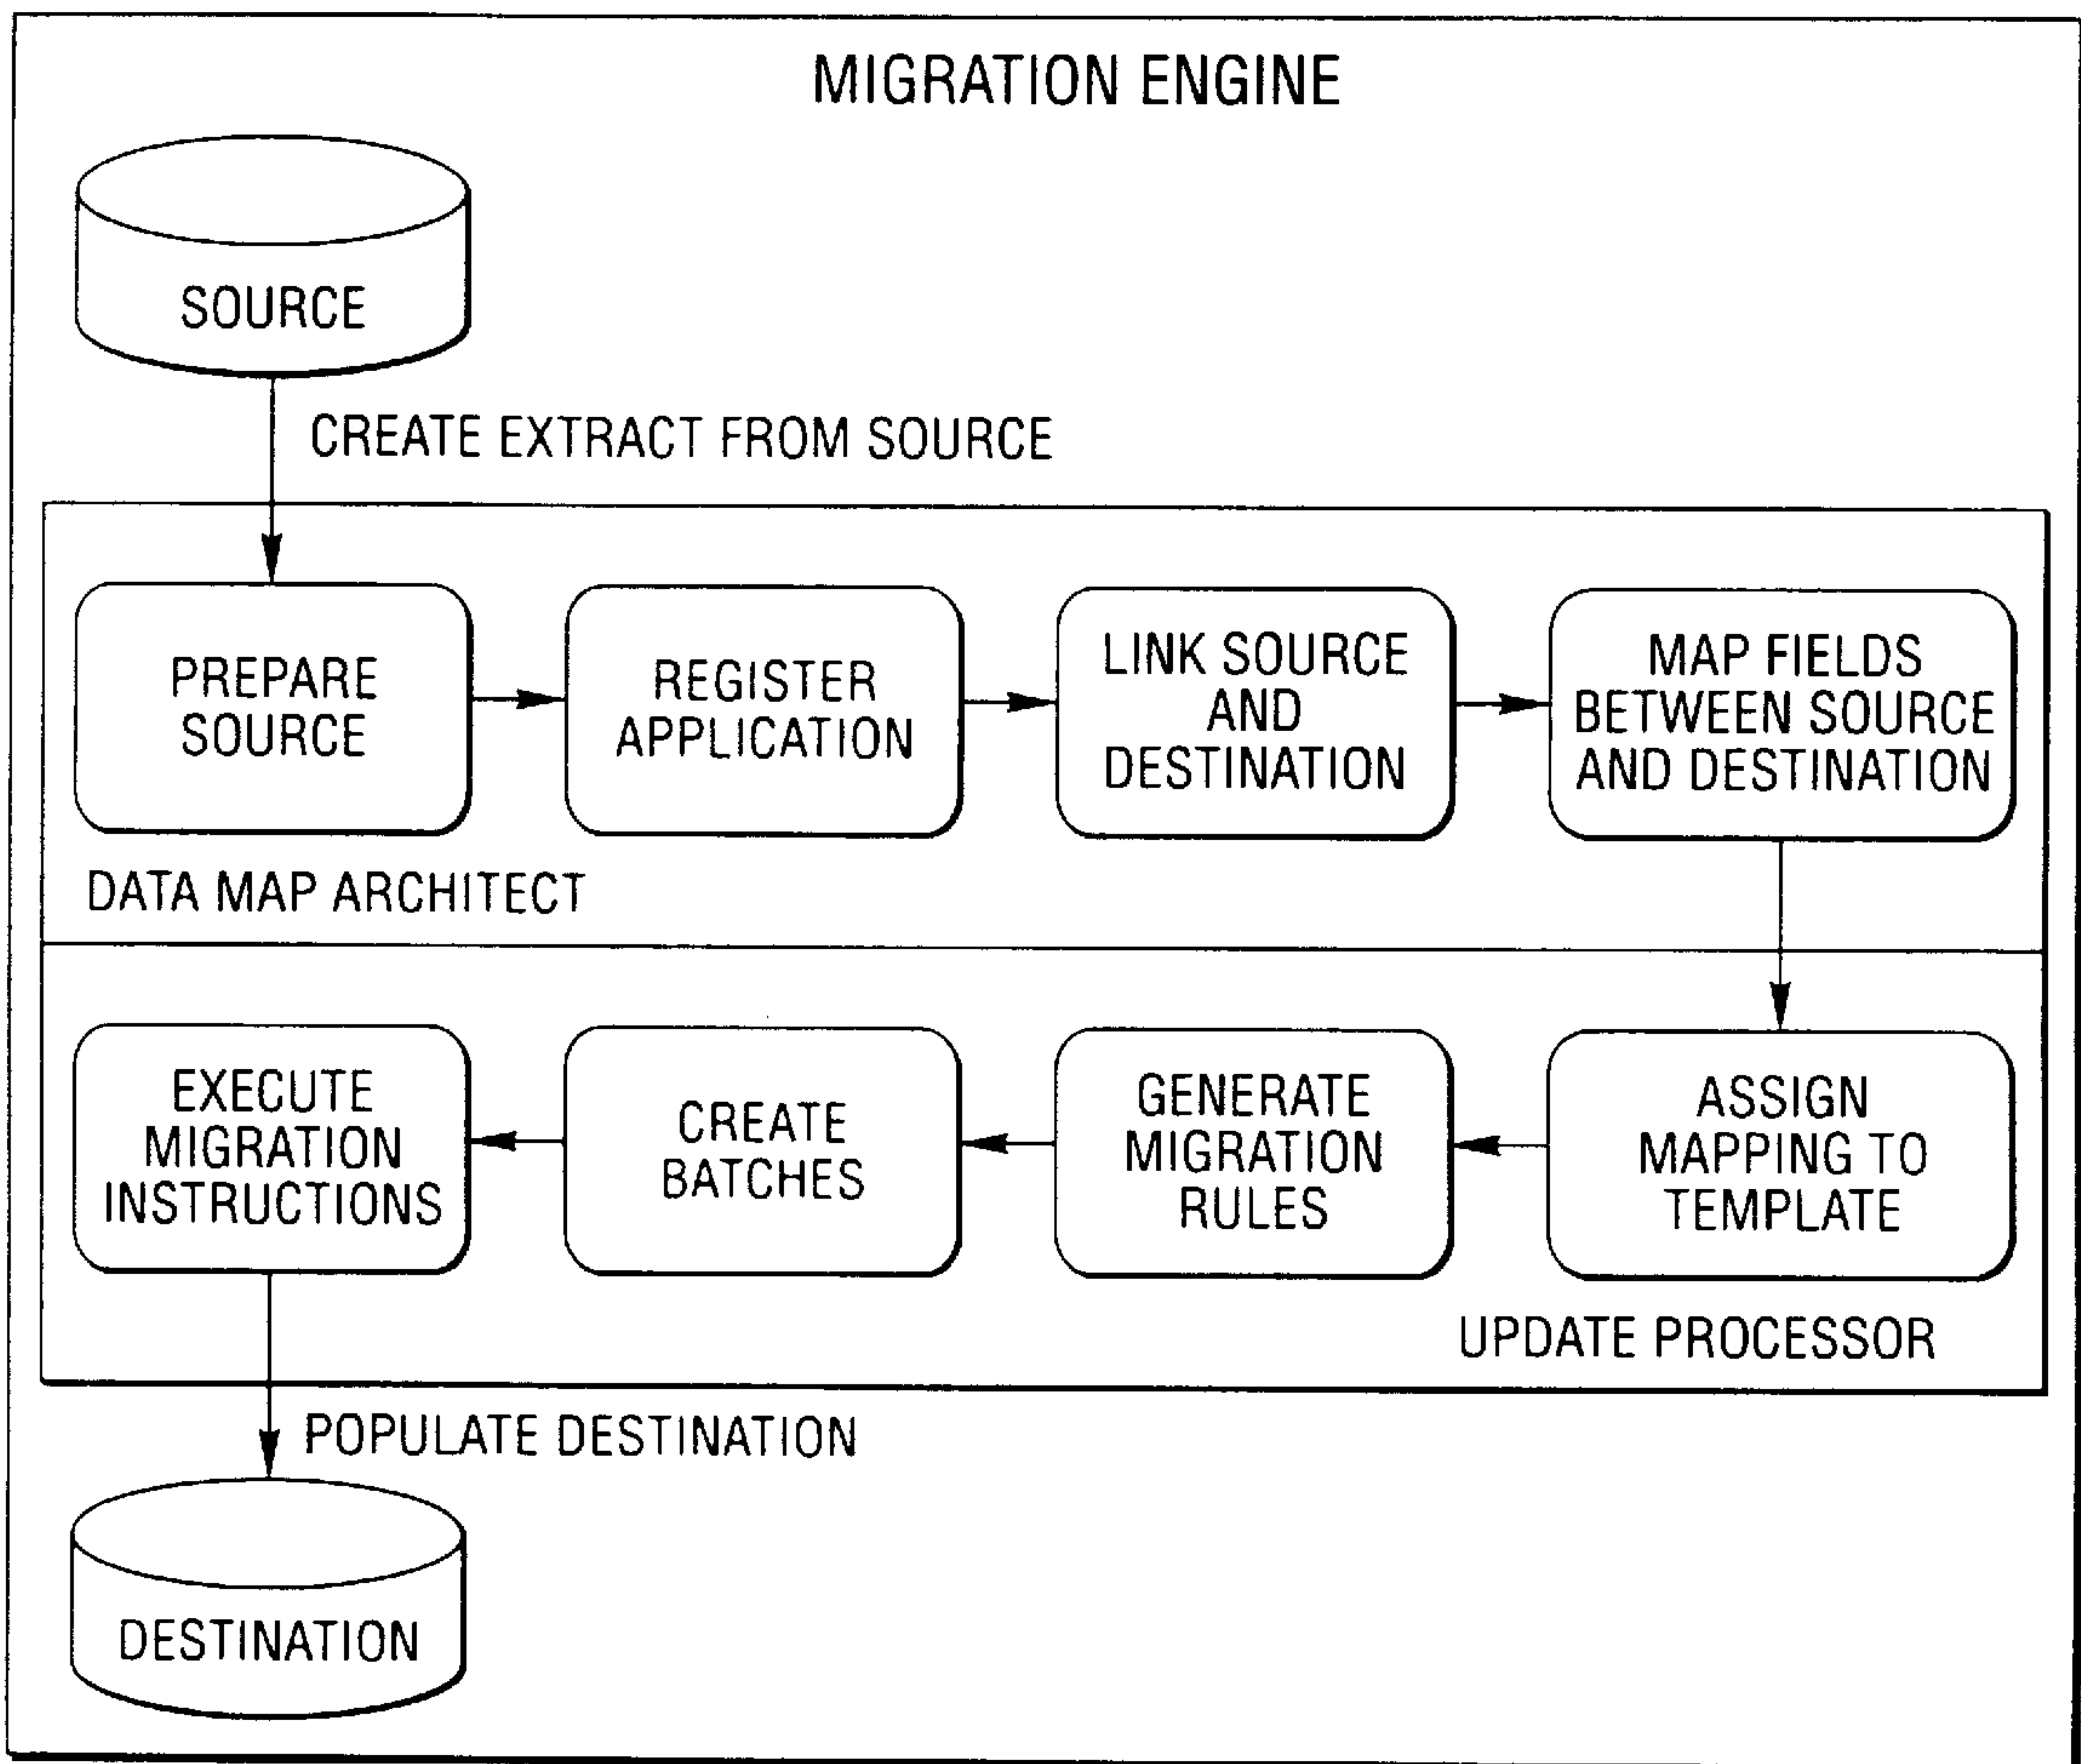 MIGRATION ENGINE
SOURCE
CREATE EXTRACT FROM SOURCE
PREPARE
SOURCE
REGISTER
APPLICATION
LINK SOURCE
AND
DESTINATION
MAP FIELDS
BETWEEN SOURCE
AND DESTINATION
DATA MAP ARCHITECT
EXECUTE
MIGRATION
INSTRUCTIONS
CREATE
BATCHES
GENERATE
MIGRATION
RULES
ASSIGN
MAPPING TO
TEMPLATE
UPDATE PROCESSOR
POPULATE DESTINATION
DESTINATION